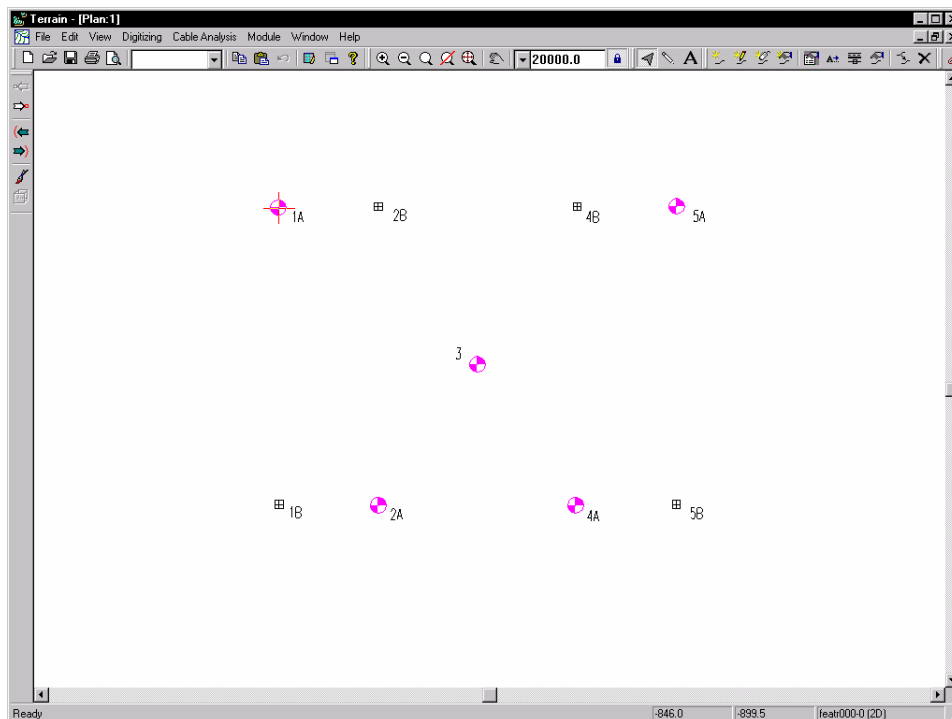 Terrain - [Plan:1]
File Edit View Digitizing Cable Analysis Module Window Help
20000.0 A A±
1A 2B 4B 5A
3
1B 2A 4A 5B
Ready -846.0 -899.5 featr000-0 (2D)